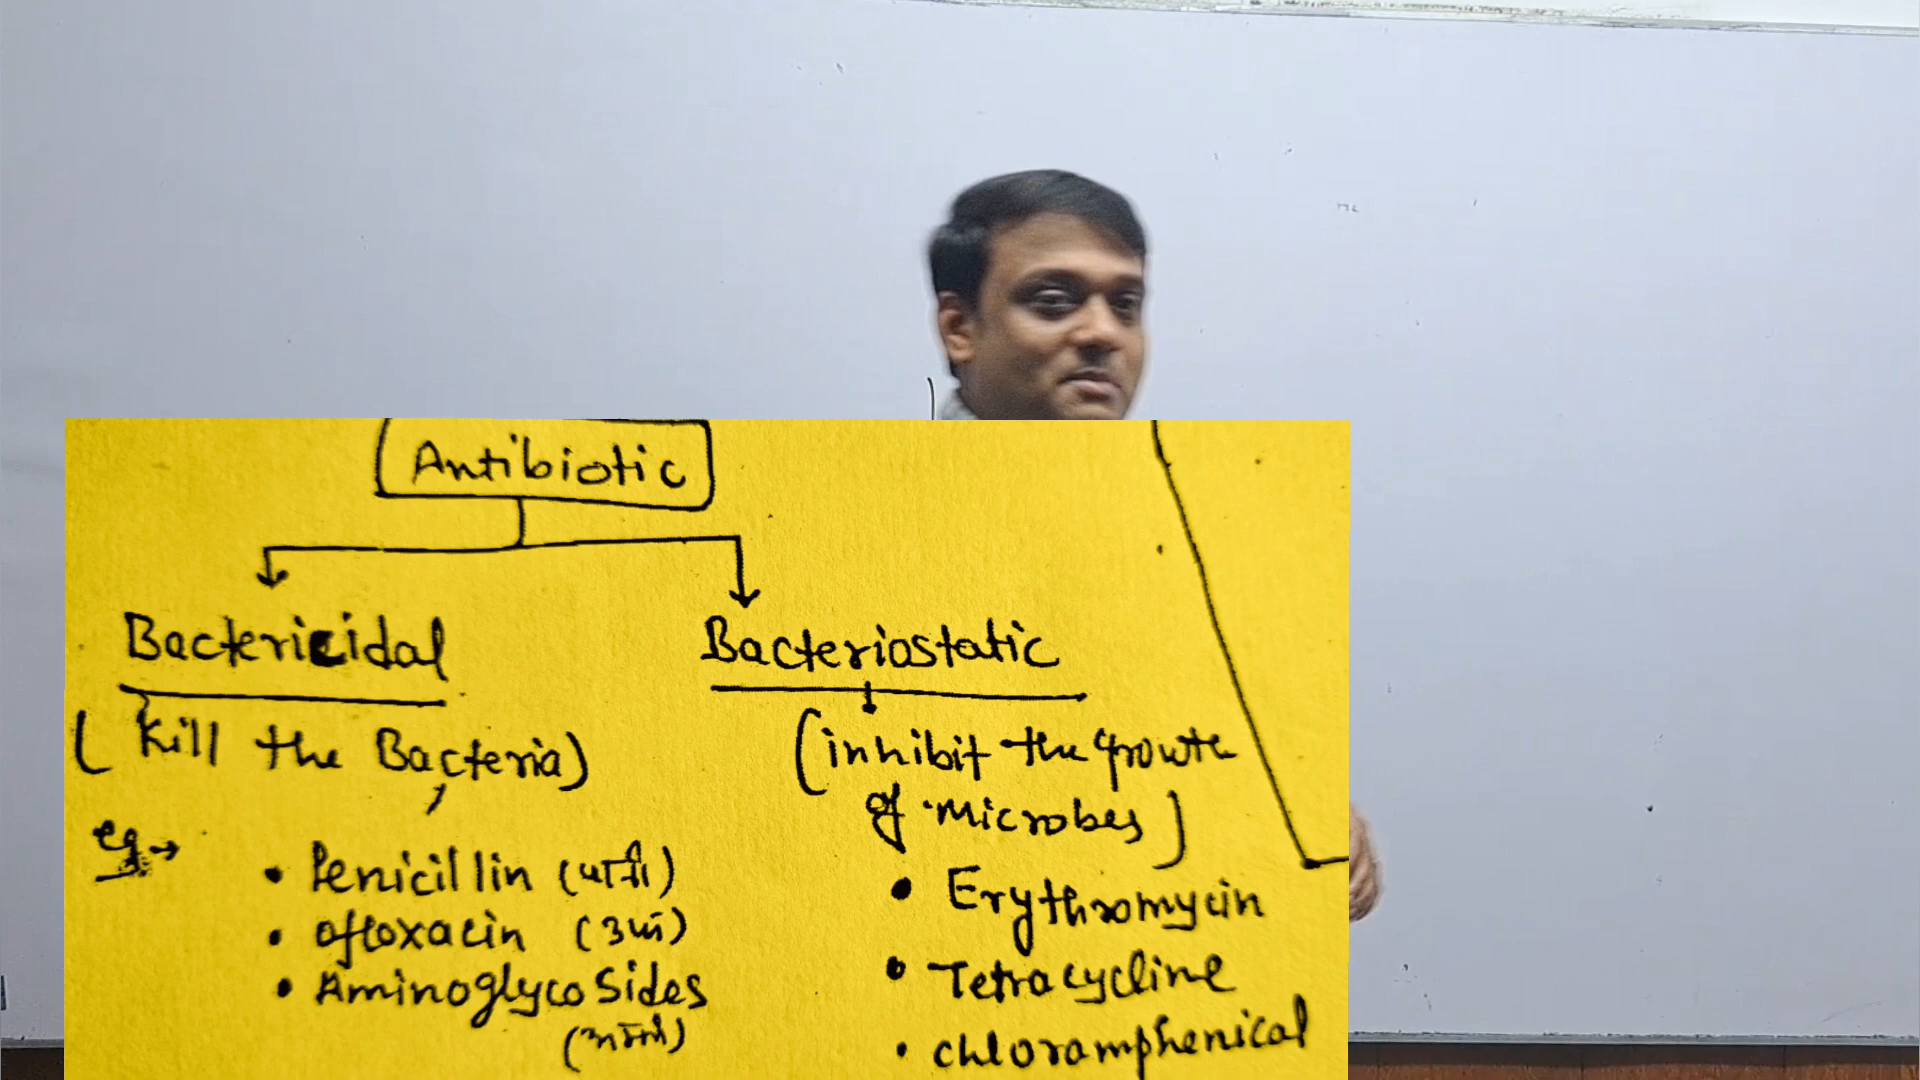 Antibiotic
Bactericidal
Bacteriostatic
(Kill the Bacteria)
(inhibit the growth
of microbes)
eg→
• Penicillin (
• ofloxacin (
• Aminoglycosides
• Erythromycin
• Tetracycline
• chloramphenical